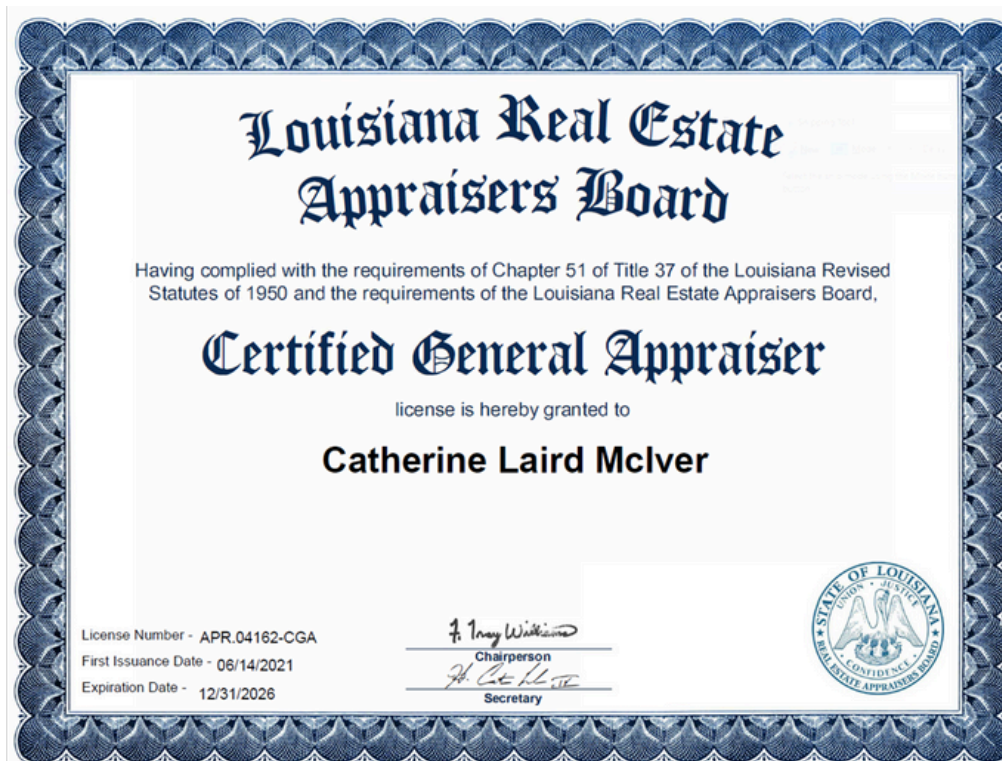 Louisiana Real Estate
Appraisers Board
Having complied with the requirements of Chapter 51 of Title 37 of the Louisiana Revised
Statutes of 1950 and the requirements of the Louisiana Real Estate Appraisers Board,
Certified General Appraiser
license is hereby granted to
Catherine Laird McIver
License Number - APR.04162-CGA
First Issuance Date - 06/14/2021
Expiration Date - 12/31/2026
Chairperson
Secretary
STATE OF LOUISIANA
UNION JUSTICE
CONFIDENCE
REAL ESTATE APPRAISERS BOARD